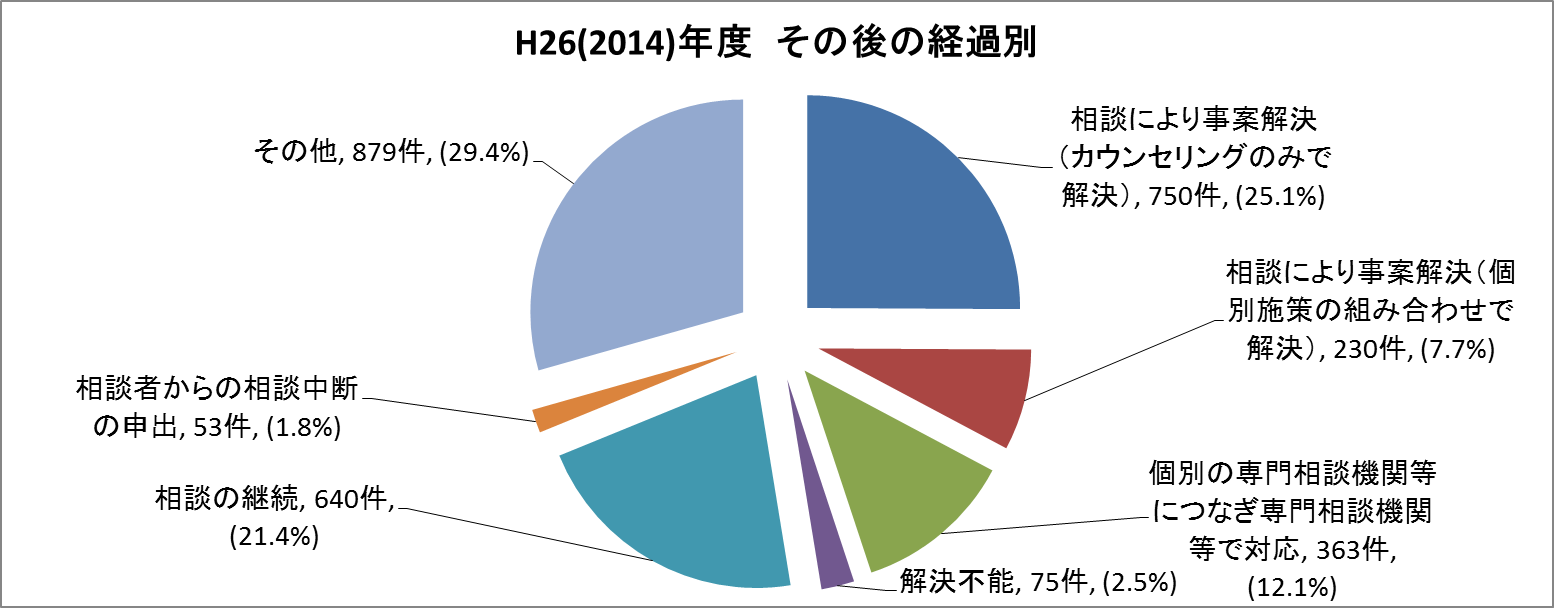 H26(2014)年度　その後の経過別
相談により事案解決
（カウンセリングのみで
解決）, 750件, (25.1%)
相談により事案解決（個
別施策の組み合わせで
解決）, 230件, (7.7%)
個別の専門相談機関等
につなぎ専門相談機関
等で対応, 363件,
(12.1%)
解決不能, 75件, (2.5%)
相談の継続, 640件,
(21.4%)
相談者からの相談中断
の申出, 53件, (1.8%)
その他, 879件, (29.4%)